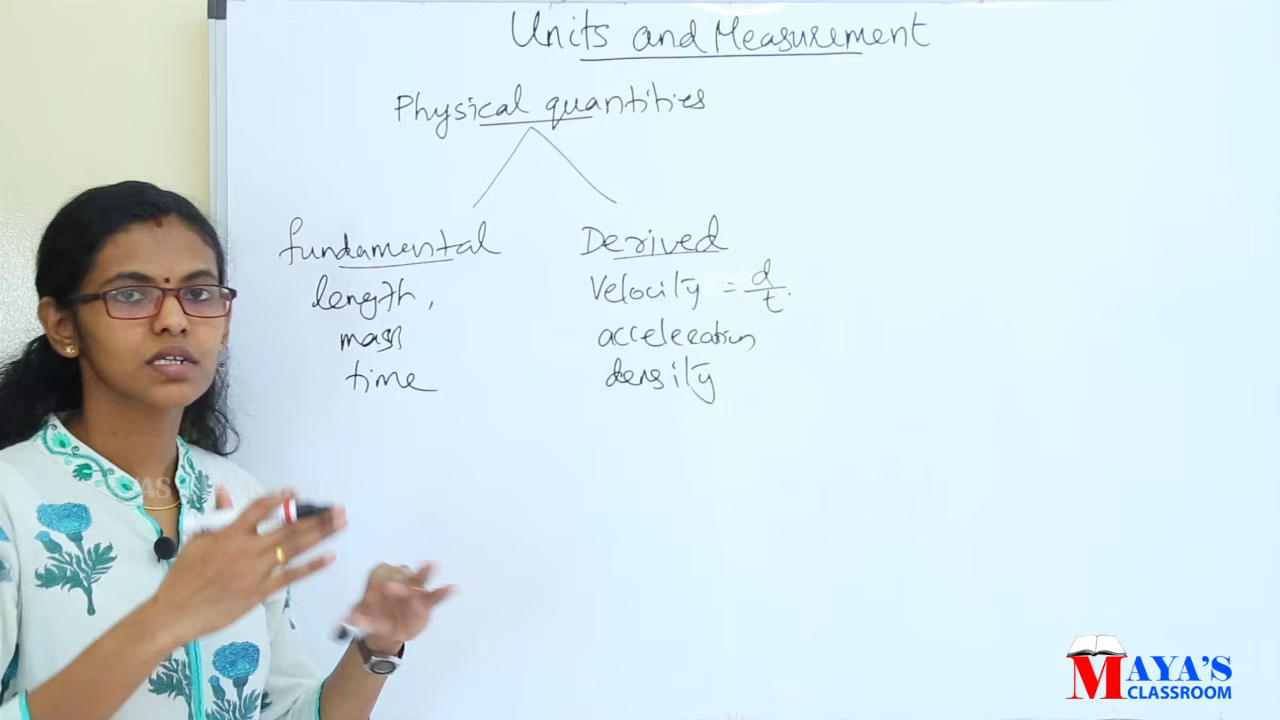 Units and Measurement
Physical quantities
fundamental
length,
mass
time
Derived
Velocity = d/t.
acceleration
density
MAYA'S
CLASSROOM